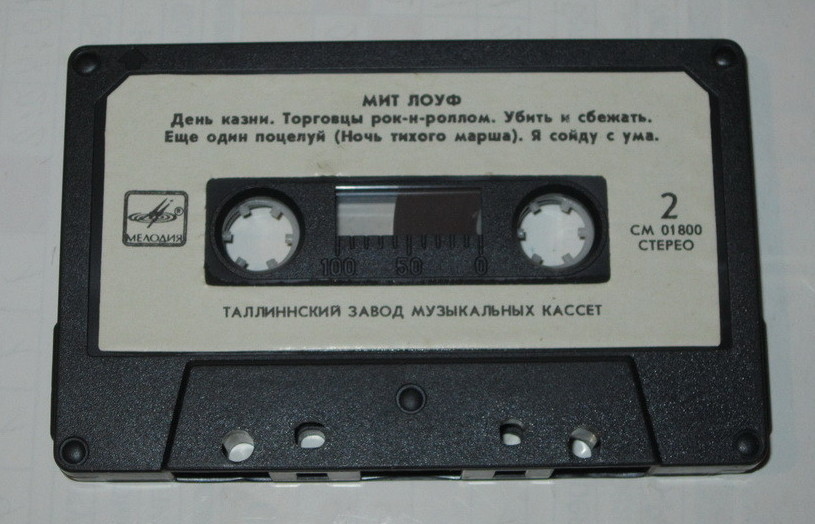 МИТ ЛОУФ
День казни. Торговцы рок-н-роллом. Убить и сбежать.
Еще один поцелуй (Ночь тихого марша). Я сойду с ума.
®
МЕЛОДИЯ
2
СМ 01800
СТЕРЕО
100 50 0
ТАЛЛИННСКИЙ ЗАВОД МУЗЫКАЛЬНЫХ КАССЕТ